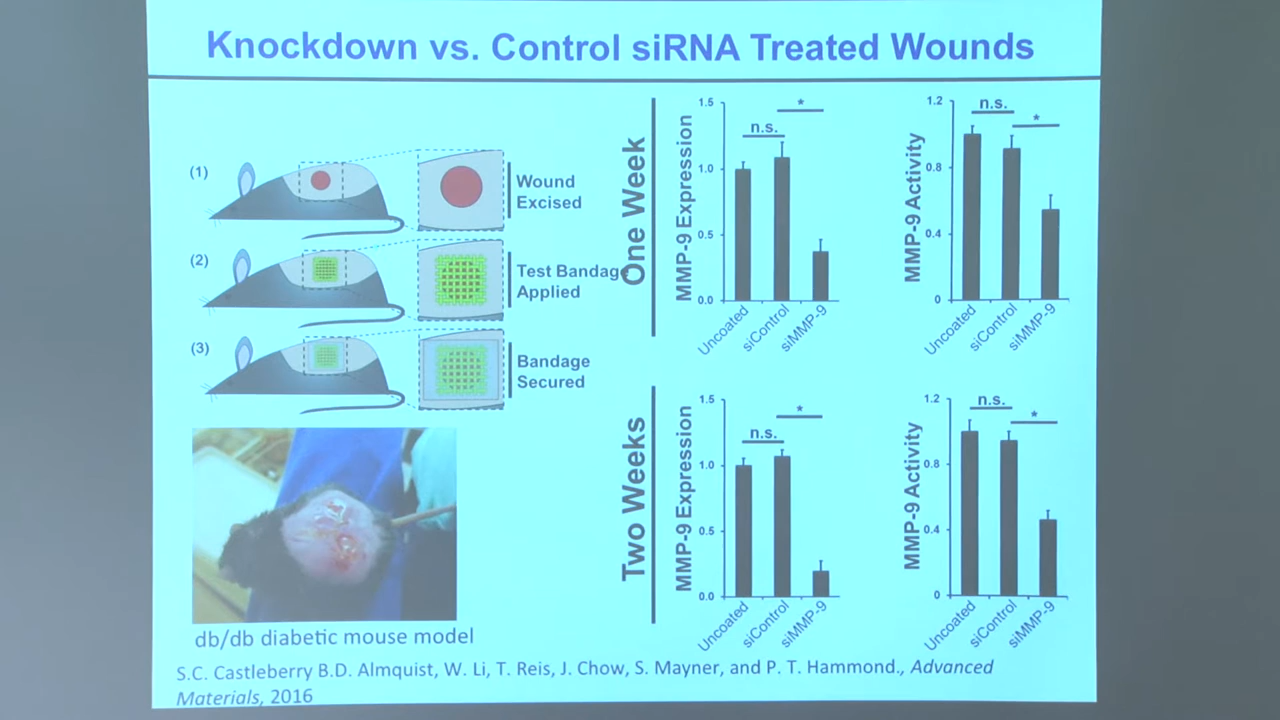 Knockdown vs. Control siRNA Treated Wounds
(1)
Wound
Excised
(2)
Test Bandage
Applied
(3)
Bandage
Secured
db/db diabetic mouse model
One Week
MMP-9 Expression
1.5
1.0
0.5
0.0
n.s.
*
Uncoated
siControl
siMMP-9
MMP-9 Activity
1.2
0.8
0.4
0
n.s.
*
Uncoated
siControl
siMMP-9
Two Weeks
MMP-9 Expression
1.5
1.0
0.5
0.0
n.s.
*
Uncoated
siControl
siMMP-9
MMP-9 Activity
1.2
0.8
0.4
0
n.s.
*
Uncoated
siControl
siMMP-9
S.C. Castleberry B.D. Almquist, W. Li, T. Reis, J. Chow, S. Mayner, and P. T. Hammond., Advanced
Materials, 2016